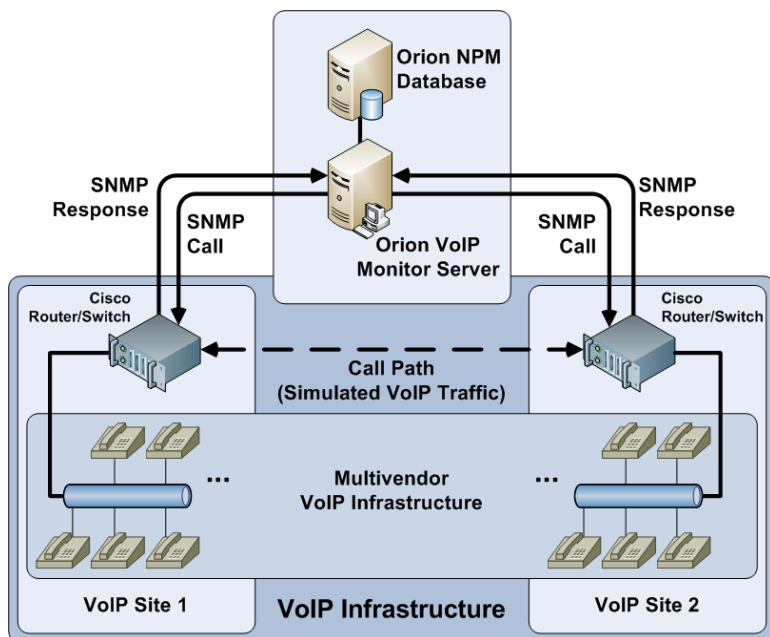 Orion NPM
Database
SNMP
Response
SNMP
Call
Orion VoIP
Monitor Server
SNMP
Call
SNMP
Response
Cisco
Router/Switch
Cisco
Router/Switch
Call Path
(Simulated VoIP Traffic)
...
Multivendor
VoIP Infrastructure
...
VoIP Site 1
VoIP Infrastructure
VoIP Site 2